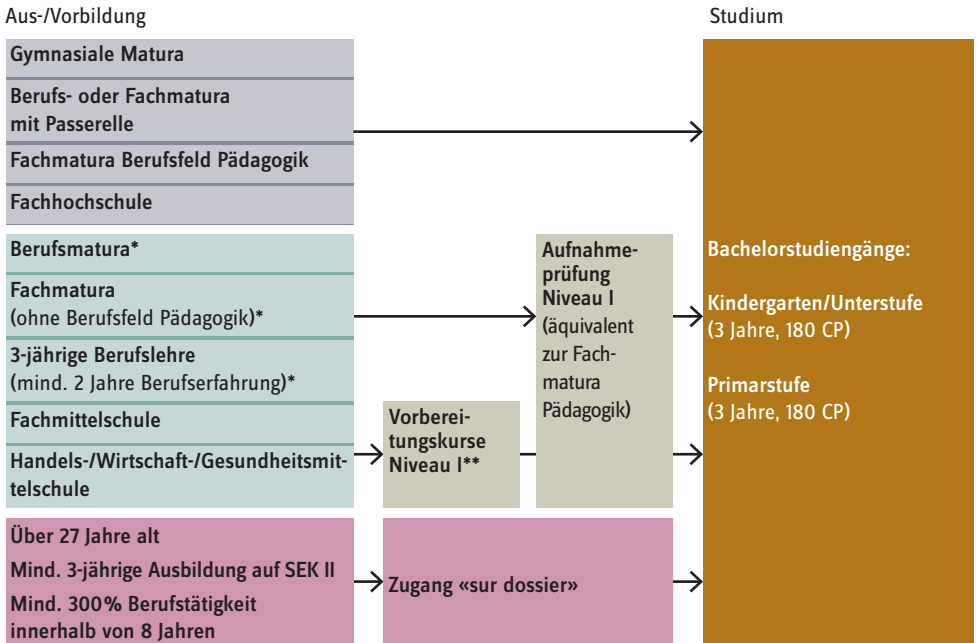 Aus-/Vorbildung
Studium
Gymnasiale Matura
Berufs- oder Fachmatura
mit Passerelle
Fachmatura Berufsfeld Pädagogik
Fachhochschule
Berufsmatura*
Fachmatura
(ohne Berufsfeld Pädagogik)*
3-jährige Berufslehre
(mind. 2 Jahre Berufserfahrung)*
Fachmittelschule
Handels-/Wirtschaft-/Gesundheitsmit-
telschule
Vorberei-
tungskurse
Niveau I**
Aufnahme-
prüfung
Niveau I
(äquivalent
zur Fach-
matura
Pädagogik)
Bachelorstudiengänge:
Kindergarten/Unterstufe
(3 Jahre, 180 CP)
Primarstufe
(3 Jahre, 180 CP)
Über 27 Jahre alt
Mind. 3-jährige Ausbildung auf SEK II
Mind. 300% Berufstätigkeit
innerhalb von 8 Jahren
Zugang «sur dossier»